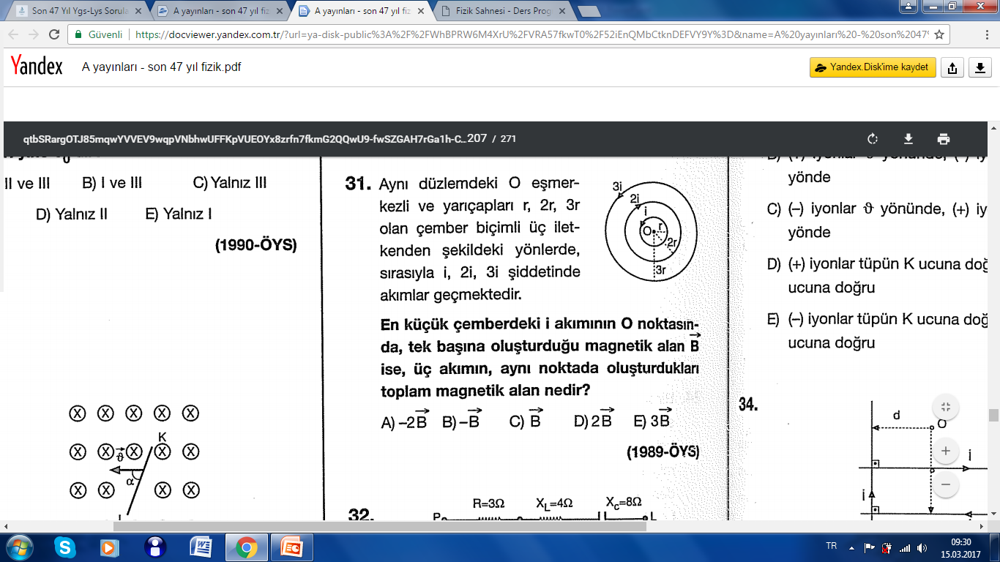 Son 47 Yıl Ygs-Lys Sorula
A yayınları - son 47 yıl fiz
A yayınları - son 47 yıl fiz
Fizik Sahnesi - Ders Prog
Güvenli
https://docviewer.yandex.com.tr/?url=ya-disk-public%3A%2F%2FWhBPRW6M4XrU%2FVRA57fkwT0%2F52iEnQMbCtknDEFVY9Y%3D&name=A%20yayınları%20-%20son%2047%
Yandex
A yayınları - son 47 yıl fizik.pdf
Yandex.Disk'ime kaydet
qtbSRargOTJ85mqwYVVEV9wqpVNbhwUFFKpVUEOYx8zrfn7fkmG2QQwU9-fwSZGAH7rGa1h-C... 207 / 271
II ve III B) I ve III C) Yalnız III
D) Yalnız II E) Yalnız I
(1990-ÖYS)
K
ϑ
α
31. Aynı düzlemdeki O eşmer-
kezli ve yarıçapları r, 2r, 3r
olan çember biçimli üç ilet-
kenden şekildeki yönlerde,
sırasıyla i, 2i, 3i şiddetinde
akımlar geçmektedir.
3i
2i
i
O r
2r
3r
En küçük çemberdeki i akımının O noktasın-
da, tek başına oluşturduğu magnetik alan B⃗
ise, üç akımın, aynı noktada oluşturdukları
toplam magnetik alan nedir?
A) –2B⃗ B) –B⃗ C) B⃗ D) 2B⃗ E) 3B⃗
(1989-ÖYS)
32.
R=3Ω X_L=4Ω X_c=8Ω
P L
yönde
C) (–) iyonlar ϑ yönünde, (+) iy
yönde
D) (+) iyonlar tüpün K ucuna doğ
ucuna doğru
E) (–) iyonlar tüpün K ucuna doğ
ucuna doğru
34.
d
O
i
i
TR
09:30
15.03.2017